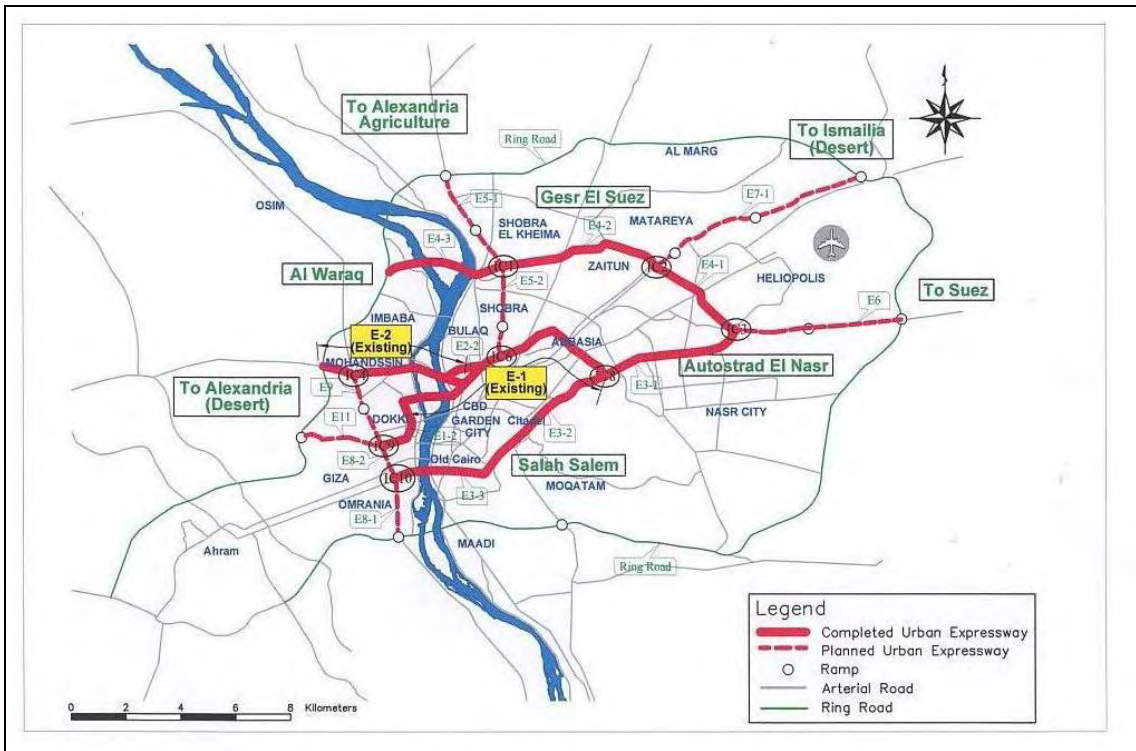 To Alexandria
Agriculture
Ring Road
AL MARG
To Ismailia
(Desert)
OSIM
E5-1
Gesr El Suez
E7-1
SHOBRA
EL KHEIMA
E4-2
MATAREYA
E4-3
Al Waraq
IC1
ZAITUN
IC2
E4-1
HELIOPOLIS
E5-2
To Suez
SHOBRA
E6
IMBABA
BULAQ
IC3
E-2
(Existing)
E2-2
IC6
ABBASIA
MOHANDSSIN
E-1
(Existing)
Autostrad El Nasr
E9
E3-1
To Alexandria
(Desert)
CBD
NASR CITY
E11
DOKKI
GARDEN
CITY
E1-2
E3-2
IC9
E8-2
Old Cairo
Salah Salem
GIZA
IC10
E3-3
MOQATAM
OMRANIA
E8-1
Ahram
MAADI
Ring Road
Legend
Completed Urban Expressway
Planned Urban Expressway
Ramp
Arterial Road
Ring Road
0 2 4 6 8 Kilometers